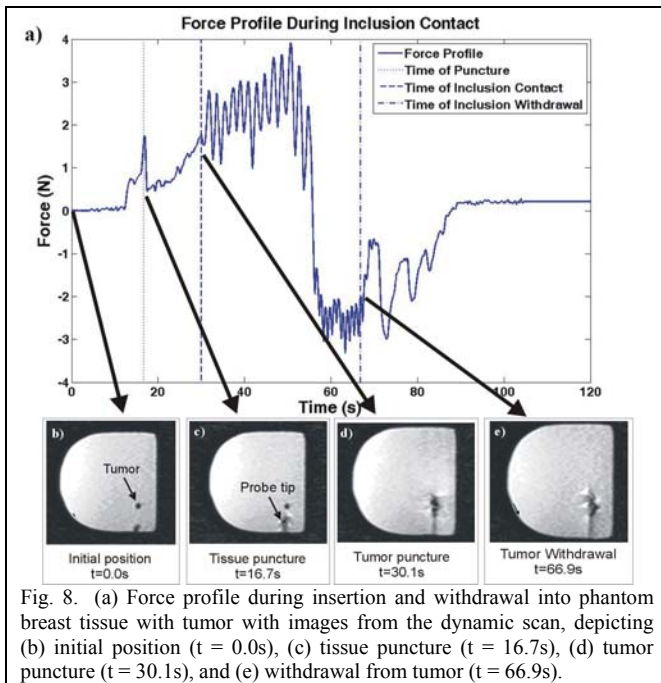 Force Profile During Inclusion Contact
a)
Force Profile
Time of Puncture
Time of Inclusion Contact
Time of Inclusion Withdrawal
Force (N)
4
3
2
1
0
-1
-2
-3
-4
0 20 40 60 80 100 120
Time (s)
b)
Tumor
Initial position
t=0.0s
c)
Probe tip
Tissue puncture
t=16.7s
d)
Tumor puncture
t=30.1s
e)
Tumor Withdrawal
t=66.9s
Fig. 8. (a) Force profile during insertion and withdrawal into phantom
breast tissue with tumor with images from the dynamic scan, depicting
(b) initial position (t = 0.0s), (c) tissue puncture (t = 16.7s), (d) tumor
puncture (t = 30.1s), and (e) withdrawal from tumor (t = 66.9s).